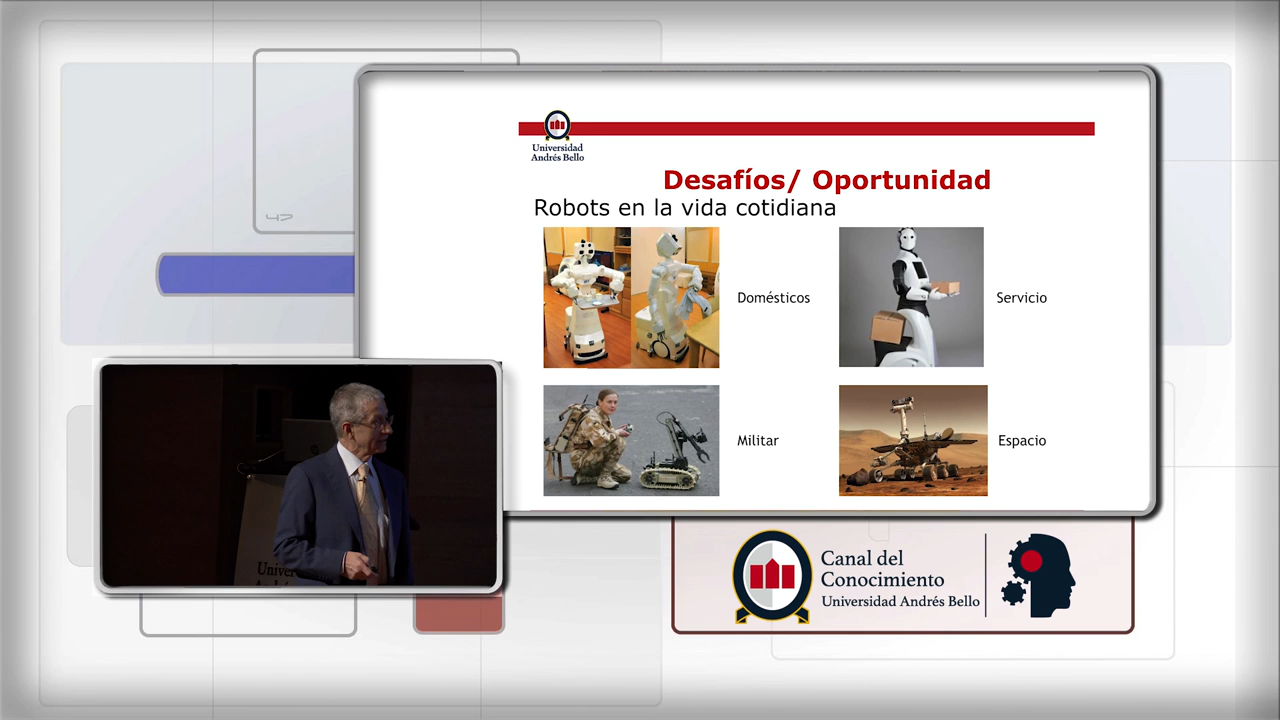 Universidad
Andrés Bello
Desafíos/ Oportunidad
Robots en la vida cotidiana
Domésticos
Servicio
Militar
Espacio
47
Canal del
Conocimiento
Universidad Andrés Bello